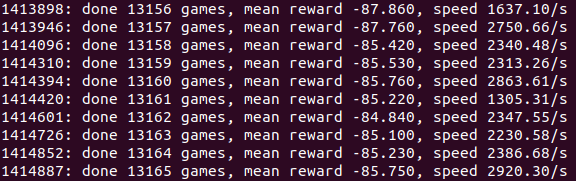 1413898: done 13156 games, mean reward -87.860, speed 1637.10/s
1413946: done 13157 games, mean reward -87.760, speed 2750.66/s
1414096: done 13158 games, mean reward -85.420, speed 2340.48/s
1414310: done 13159 games, mean reward -85.530, speed 2313.26/s
1414394: done 13160 games, mean reward -85.760, speed 2863.61/s
1414420: done 13161 games, mean reward -85.220, speed 1305.31/s
1414601: done 13162 games, mean reward -84.840, speed 2347.55/s
1414726: done 13163 games, mean reward -85.100, speed 2230.58/s
1414852: done 13164 games, mean reward -85.230, speed 2386.68/s
1414887: done 13165 games, mean reward -85.750, speed 2920.30/s